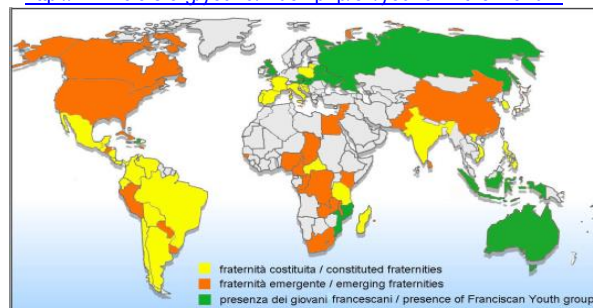 fraternità costituita / constituted fraternities
fraternità emergente / emerging fraternities
presenza dei giovani francescani / presence of Franciscan Youth group